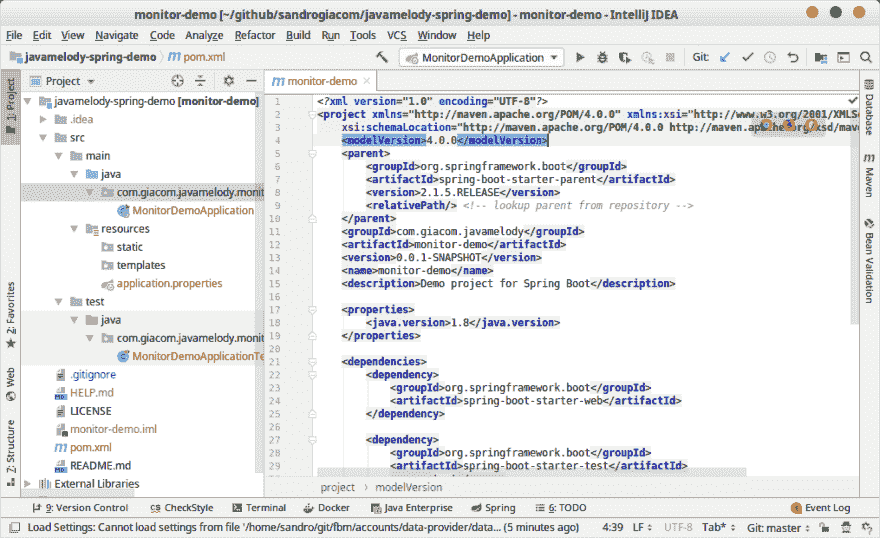 monitor-demo [~/github/sandrogiacom/javamelody-spring-demo] - monitor-demo - IntelliJ IDEA
File Edit View Navigate Code Analyze Refactor Build Run Tools VCS Window Help
javamelody-spring-demo pom.xml MonitorDemoApplication Git:
1: Project
2: Favorites
Web
7: Structure
Project
javamelody-spring-demo [monitor-demo]
.idea
src
main
java
com.giacom.javamelody.moni
MonitorDemoApplication
resources
static
templates
application.properties
test
java
com.giacom.javamelody.moni
MonitorDemoApplicationTe
.gitignore
HELP.md
LICENSE
monitor-demo.iml
pom.xml
README.md
External Libraries
monitor-demo
1 <?xml version="1.0" encoding="UTF-8"?>
2 <project xmlns="http://maven.apache.org/POM/4.0.0" xmlns:xsi="http://www.w3.org/2001/XMLSc
3 xsi:schemaLocation="http://maven.apache.org/POM/4.0.0 http://maven.apache.org/xsd/mave
4 <modelVersion>4.0.0</modelVersion>
5 <parent>
6 <groupId>org.springframework.boot</groupId>
7 <artifactId>spring-boot-starter-parent</artifactId>
8 <version>2.1.5.RELEASE</version>
9 <relativePath/> <!-- lookup parent from repository -->
10 </parent>
11 <groupId>com.giacom.javamelody</groupId>
12 <artifactId>monitor-demo</artifactId>
13 <version>0.0.1-SNAPSHOT</version>
14 <name>monitor-demo</name>
15 <description>Demo project for Spring Boot</description>
16
17 <properties>
18 <java.version>1.8</java.version>
19 </properties>
20
21 <dependencies>
22 <dependency>
23 <groupId>org.springframework.boot</groupId>
24 <artifactId>spring-boot-starter-web</artifactId>
25 </dependency>
26
27 <dependency>
28 <groupId>org.springframework.boot</groupId>
29 <artifactId>spring-boot-starter-test</artifactId>
project modelVersion
Database
Maven
Bean Validation
9: Version Control CheckStyle Terminal Docker Java Enterprise Spring 6: TODO Event Log
Load Settings: Cannot load settings from file '/home/sandro/git/fbm/accounts/data-provider/data... (5 minutes ago) 4:39 LF UTF-8 Tab* Git: master